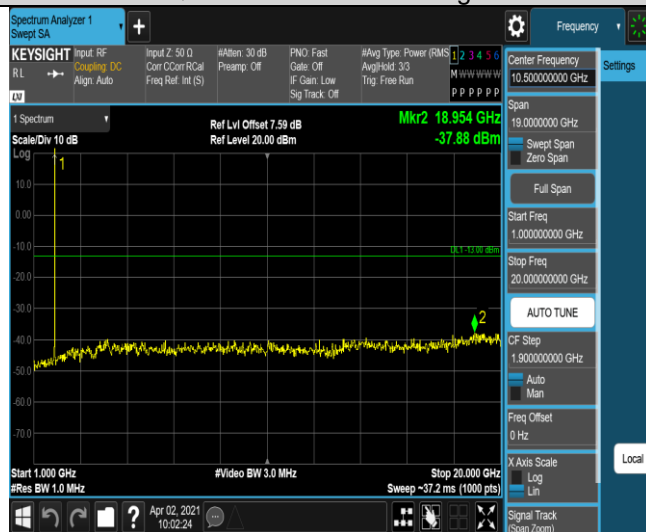 Spectrum Analyzer 1
Swept SA
Frequency
KEYSIGHT
RL
LXI
Input: RF
Coupling: DC
Align: Auto
Input Z: 50 Ω
Corr CCorr RCal
Freq Ref: Int (S)
#Atten: 30 dB
Preamp: Off
PNO: Fast
Gate: Off
IF Gain: Low
Sig Track: Off
#Avg Type: Power (RMS
Avg|Hold: 3/3
Trig: Free Run
1 2 3 4 5 6
M W W W W W
P P P P P P
1 Spectrum
Scale/Div 10 dB
Log
Ref Lvl Offset 7.59 dB
Ref Level 20.00 dBm
Mkr2 18.954 GHz
-37.88 dBm
1
10.0
0.00
-10.0
DL1 -13.00 dBm
-20.0
-30.0
2
-40.0
-50.0
-60.0
-70.0
Start 1.000 GHz
#Video BW 3.0 MHz
Stop 20.000 GHz
#Res BW 1.0 MHz
Sweep ~37.2 ms (1000 pts)
Apr 02, 2021
10:02:24
?
Center Frequency
10.500000000 GHz
Settings
Span
19.0000000 GHz
Swept Span
Zero Span
Full Span
Start Freq
1.000000000 GHz
Stop Freq
20.000000000 GHz
AUTO TUNE
CF Step
1.900000000 GHz
Auto
Man
Freq Offset
0 Hz
X Axis Scale
Log
Lin
Local
Signal Track
(Span Zoom)